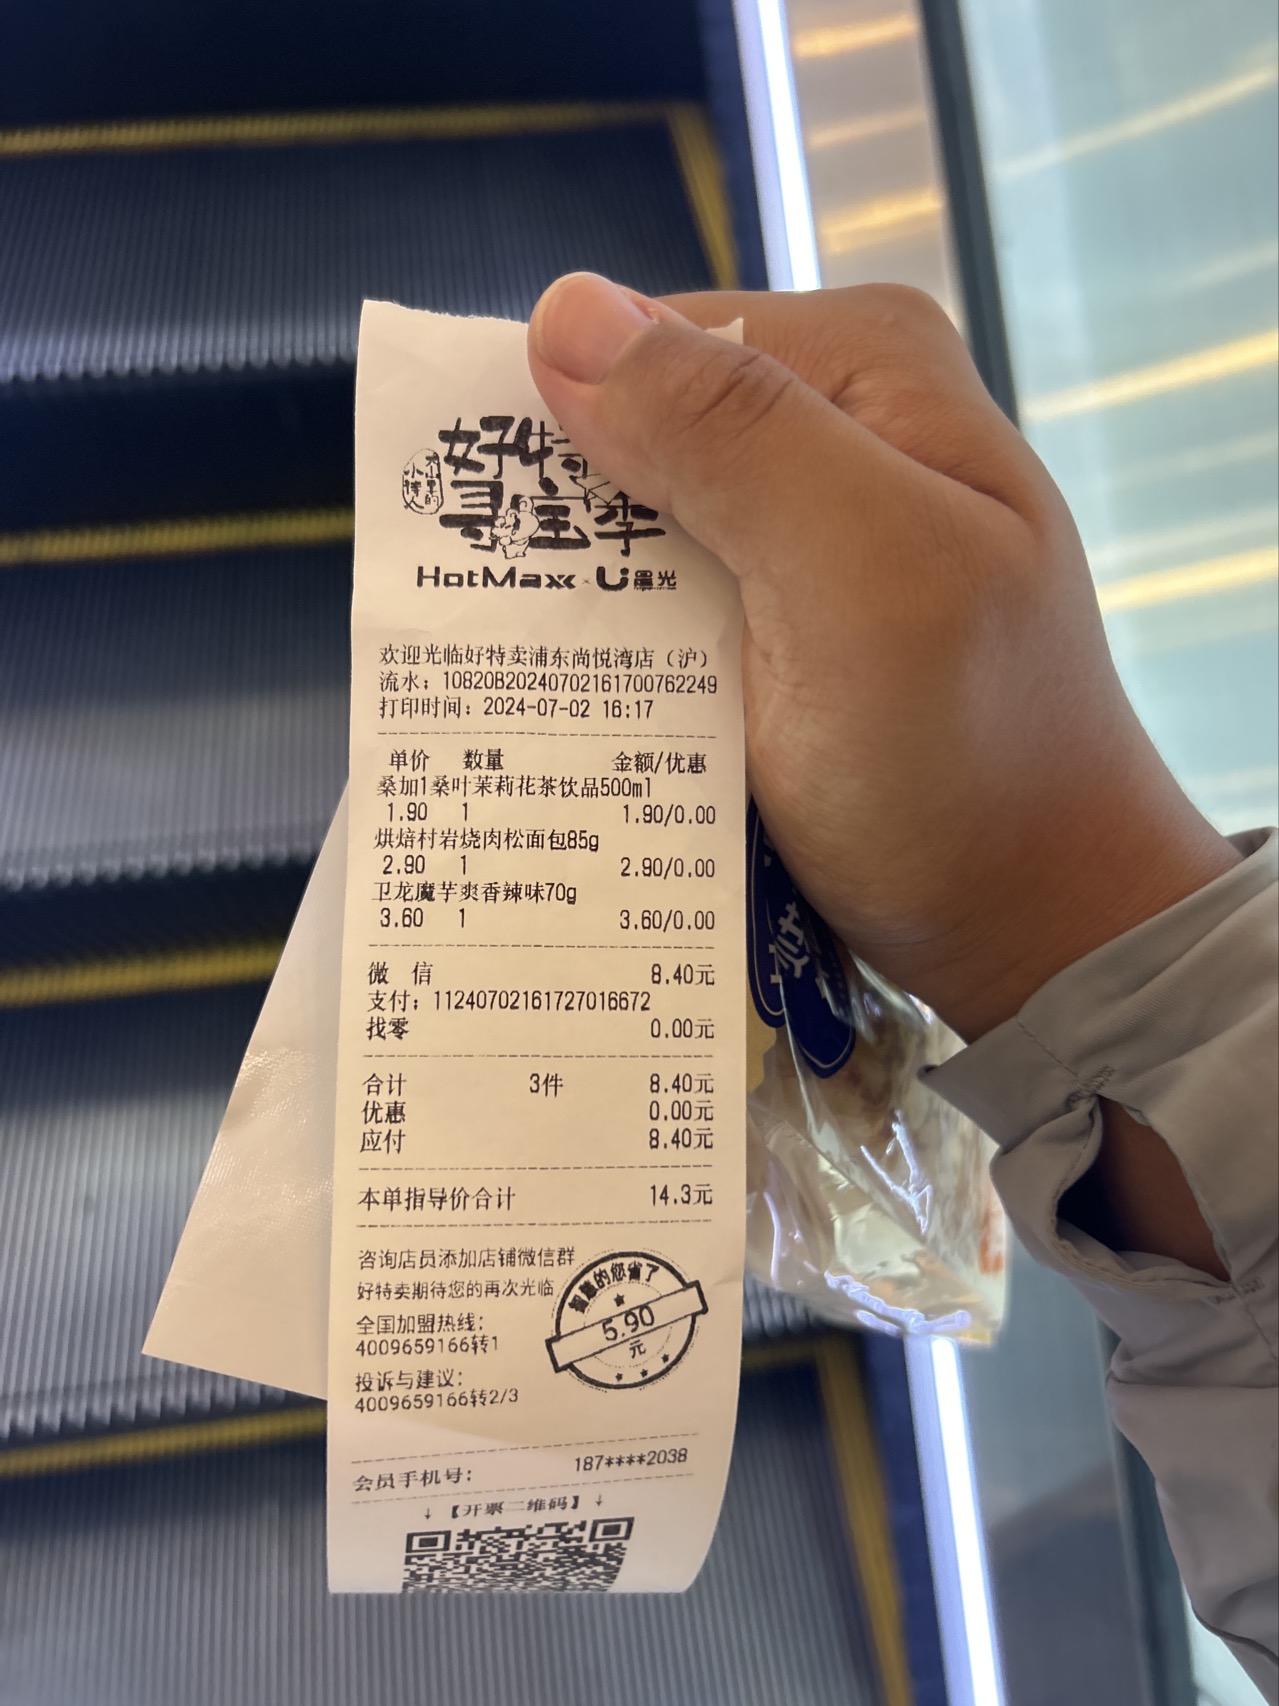 好特
寻宝季
HotMaxx × U星光
欢迎光临好特卖浦东尚悦湾店（沪）
流水：10820B20240702161700762249
打印时间：2024-07-02 16:17
单价 数量 金额/优惠
桑加1桑叶茉莉花茶饮品500ml
1.90 1 1.90/0.00
烘焙村岩烧肉松面包85g
2.90 1 2.90/0.00
卫龙魔芋爽香辣味70g
3.60 1 3.60/0.00
微 信 8.40元
支付：11240702161727016672
找零 0.00元
合计 3件 8.40元
优惠 0.00元
应付 8.40元
本单指导价合计 14.3元
咨询店员添加店铺微信群
好特卖期待您的再次光临
全国加盟热线：
4009659166转1
投诉与建议：
4009659166转2/3
智慧的您省了
5.90
元
会员手机号： 187****2038
↓【开票二维码】↓